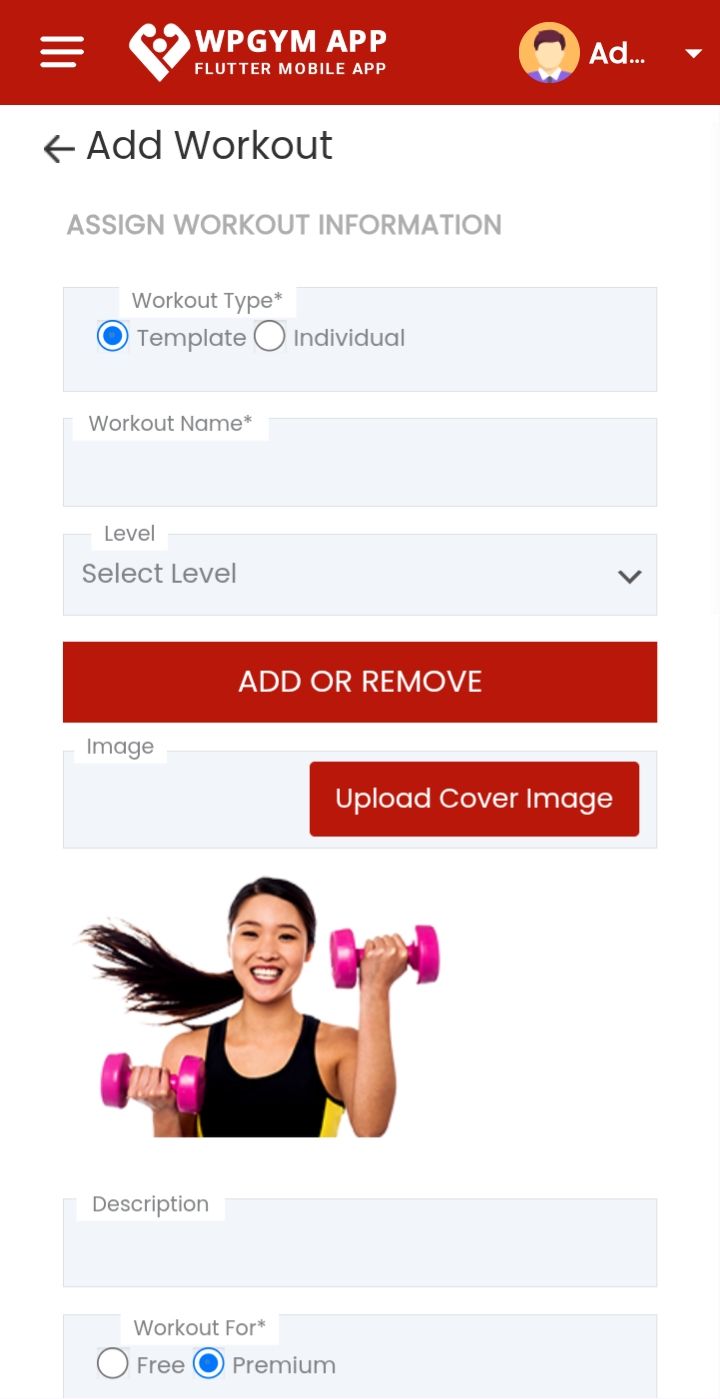 WPGYM APP
FLUTTER MOBILE APP
Ad...
Add Workout
ASSIGN WORKOUT INFORMATION
Workout Type*
Template Individual
Workout Name*
Level
Select Level
ADD OR REMOVE
Image
Upload Cover Image
Description
Workout For*
Free Premium